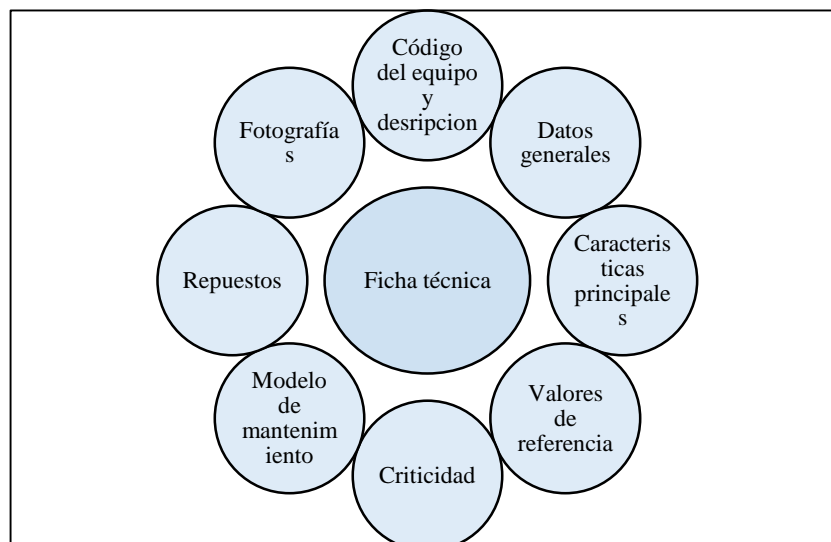 Código
del equipo
y
desripcion
Datos
generales
Caracteris
ticas
principale
s
Valores
de
referencia
Criticidad
Modelo
de
mantenim
iento
Repuestos
Fotografía
s
Ficha técnica